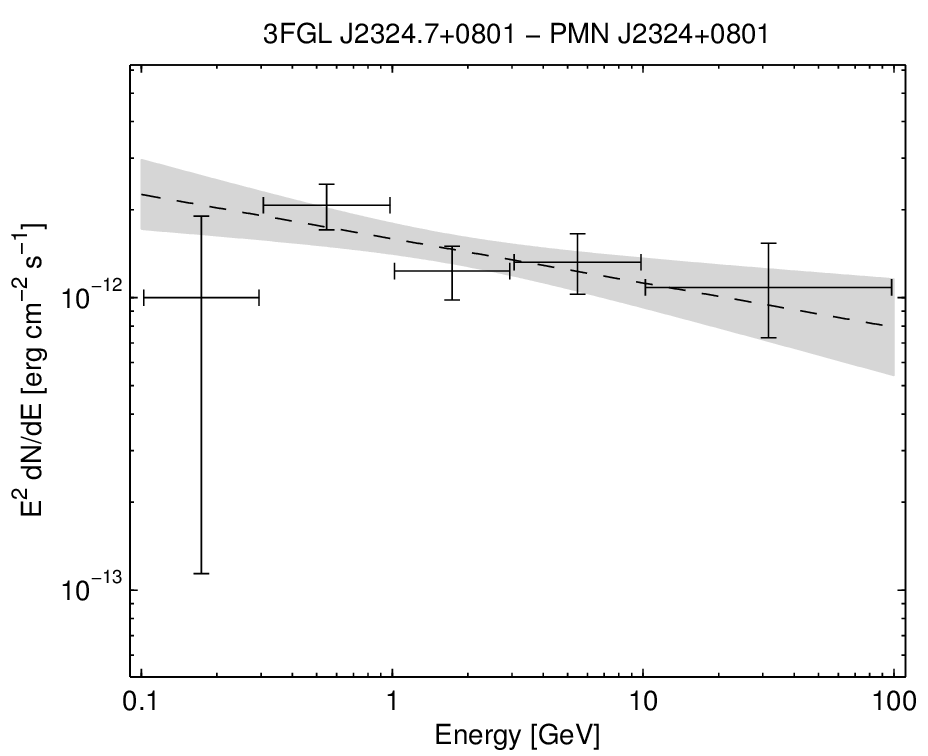 3FGL J2324.7+0801 − PMN J2324+0801
E² dN/dE [erg cm⁻² s⁻¹]
10⁻¹²
10⁻¹³
0.1 1 10 100
Energy [GeV]